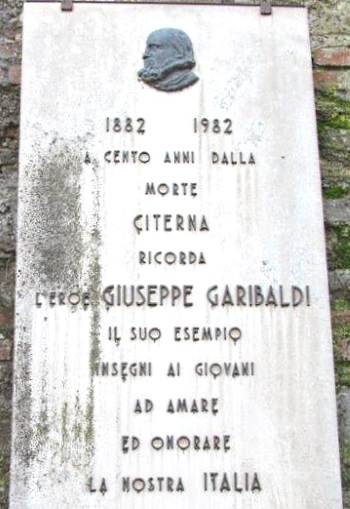 1882 1982
A CENTO ANNI DALLA
MORTE
CITERNA
RICORDA
L'EROE GIUSEPPE GARIBALDI
IL SUO ESEMPIO
INSEGNI AI GIOVANI
AD AMARE
ED ONORARE
LA NOSTRA ITALIA